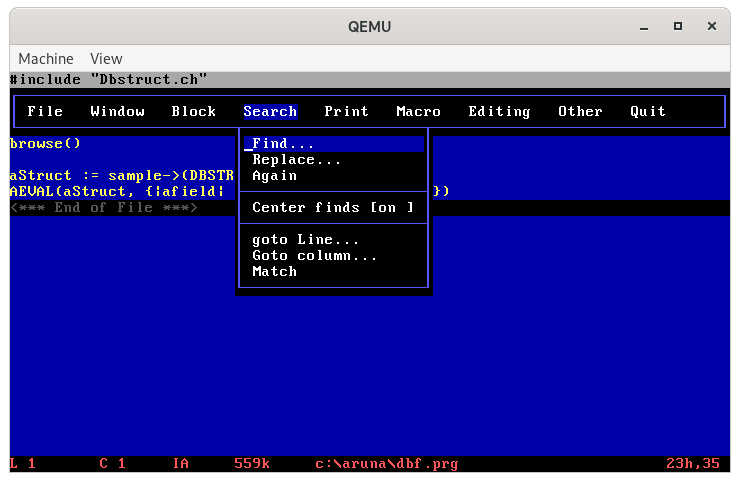 QEMU
Machine View
#include "Dbstruct.ch"
File Window Block Search Print Macro Editing Other Quit
browse()
Find...
Replace...
aStruct := sample->(DBSTR
Again
AEVAL(aStruct, {|afield| })
<*** End of File ***>
Center finds [on ]
goto Line...
Goto column...
Match
L 1 C 1 IA 559k c:\aruna\dbf.prg 23h,35